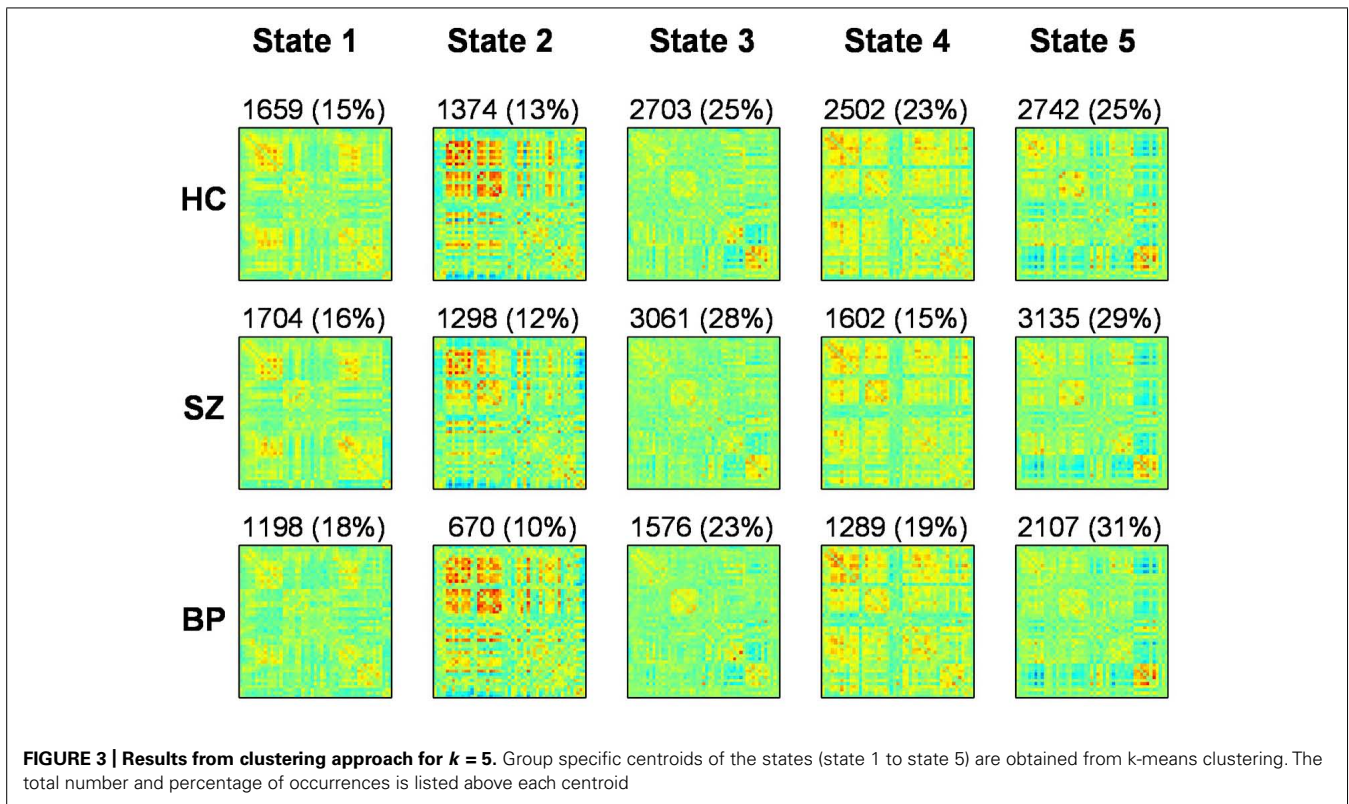 State 1 State 2 State 3 State 4 State 5
1659 (15%) 1374 (13%) 2703 (25%) 2502 (23%) 2742 (25%)
HC
1704 (16%) 1298 (12%) 3061 (28%) 1602 (15%) 3135 (29%)
SZ
1198 (18%) 670 (10%) 1576 (23%) 1289 (19%) 2107 (31%)
BP
FIGURE 3 | Results from clustering approach for k = 5. Group specific centroids of the states (state 1 to state 5) are obtained from k-means clustering. The
total number and percentage of occurrences is listed above each centroid